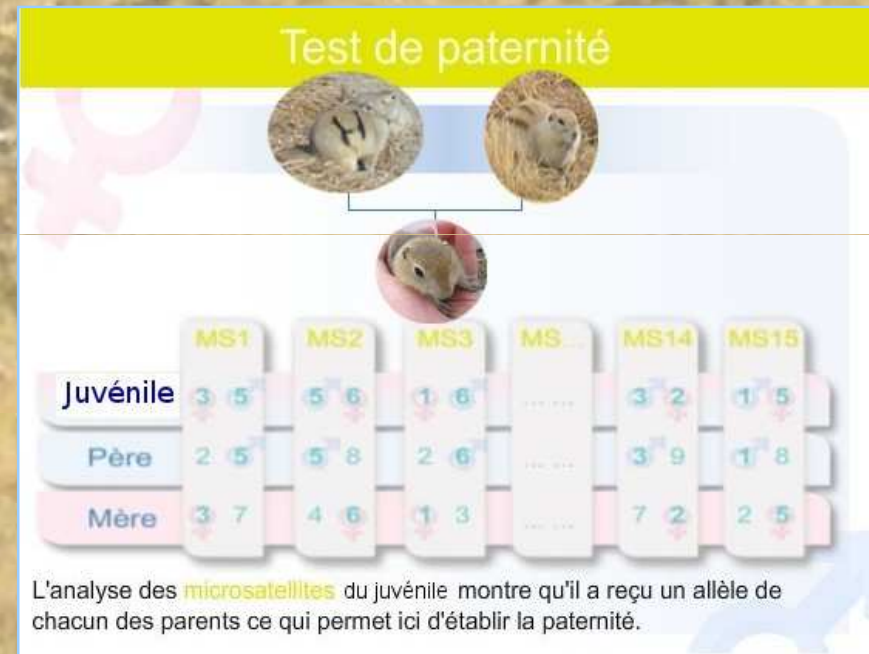 Test de paternité
MS1 MS2 MS3 MS... MS14 MS15
Juvénile 3 5 5 6 1 6 ... ... 3 2 1 5
Père 2 5 5 8 2 6 ... ... 3 9 1 8
Mère 3 7 4 6 1 3 ... ... 7 2 2 5
L'analyse des microsatellites du juvénile montre qu'il a reçu un allèle de
chacun des parents ce qui permet ici d'établir la paternité.